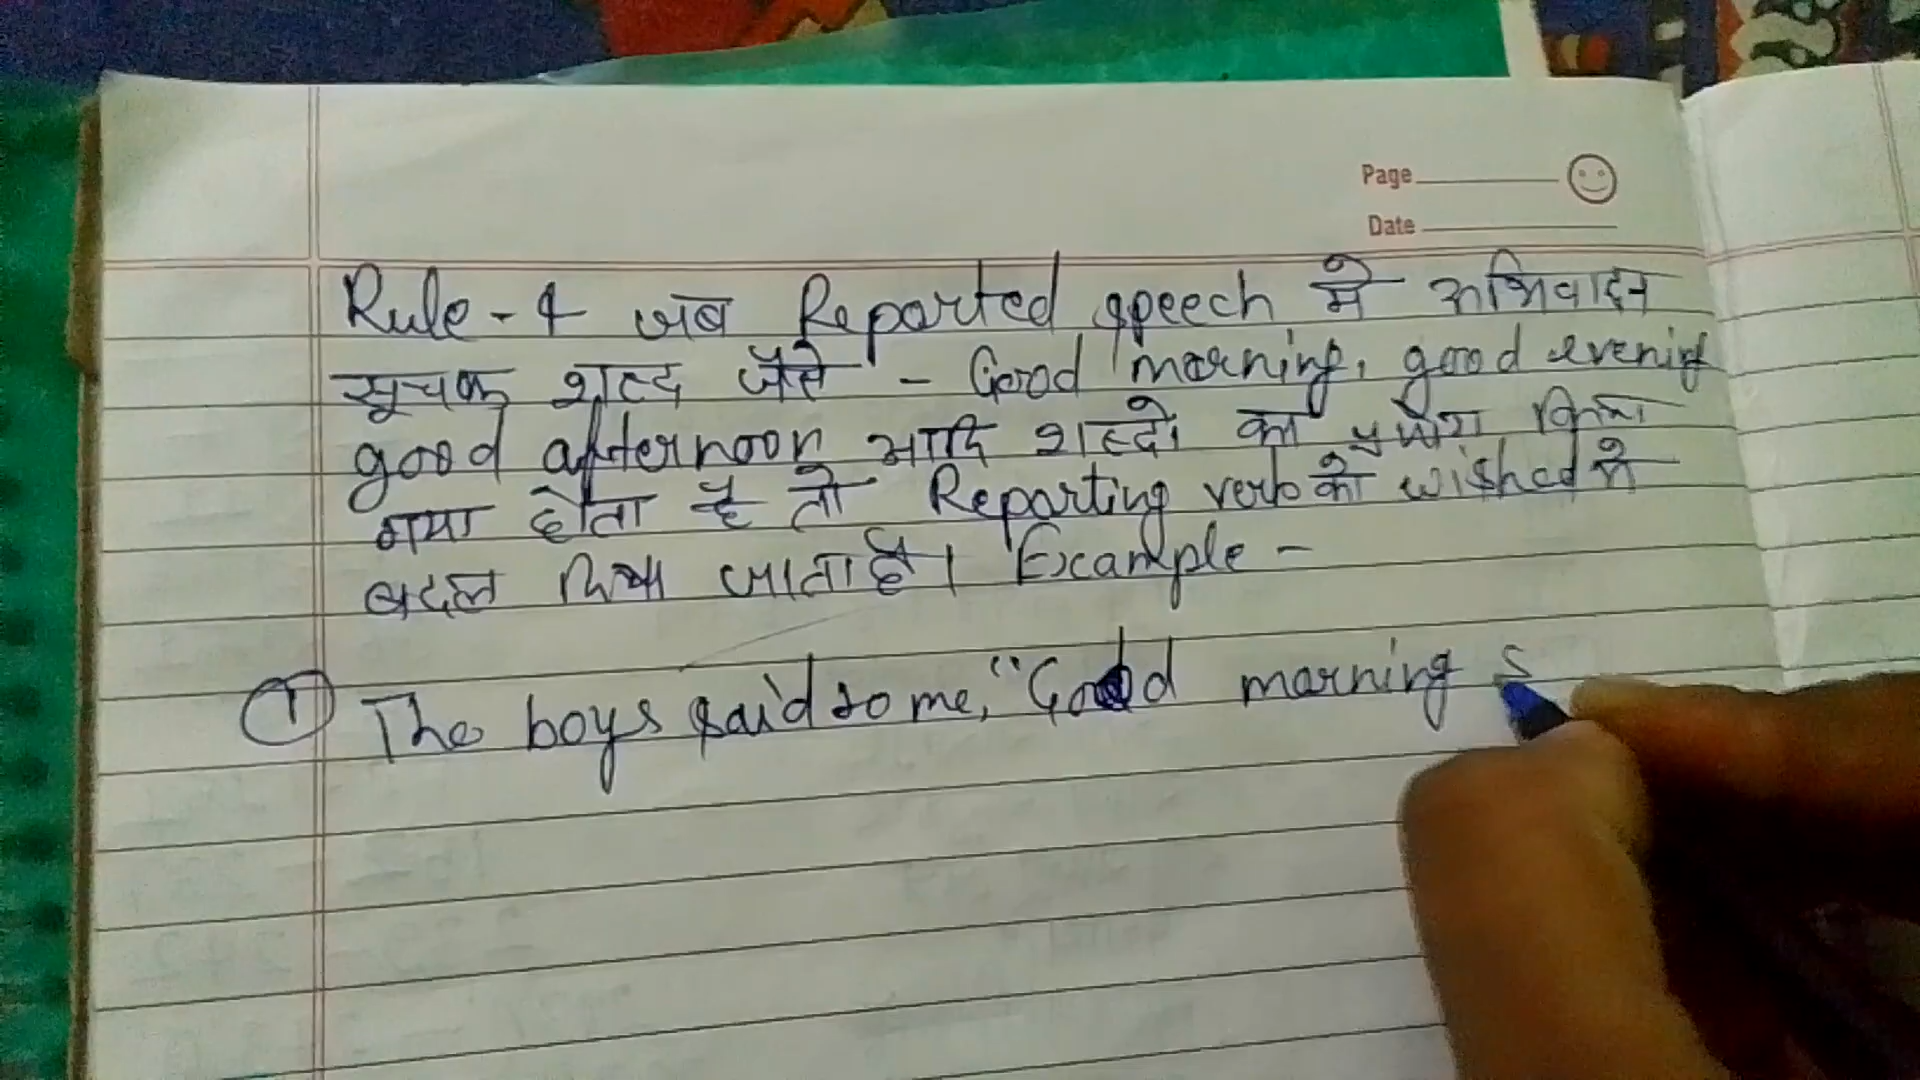 Page
Date
Rule-4 जब Reported speech में अभिवादन
सूचक शब्द जैसे - Good morning, good evening
good afternoon आदि शब्दों का प्रयोग किया
गया होता है तो Reporting verb को wished में
बदल दिया जाता है। Example -
① The boys said to me, "Good morning s